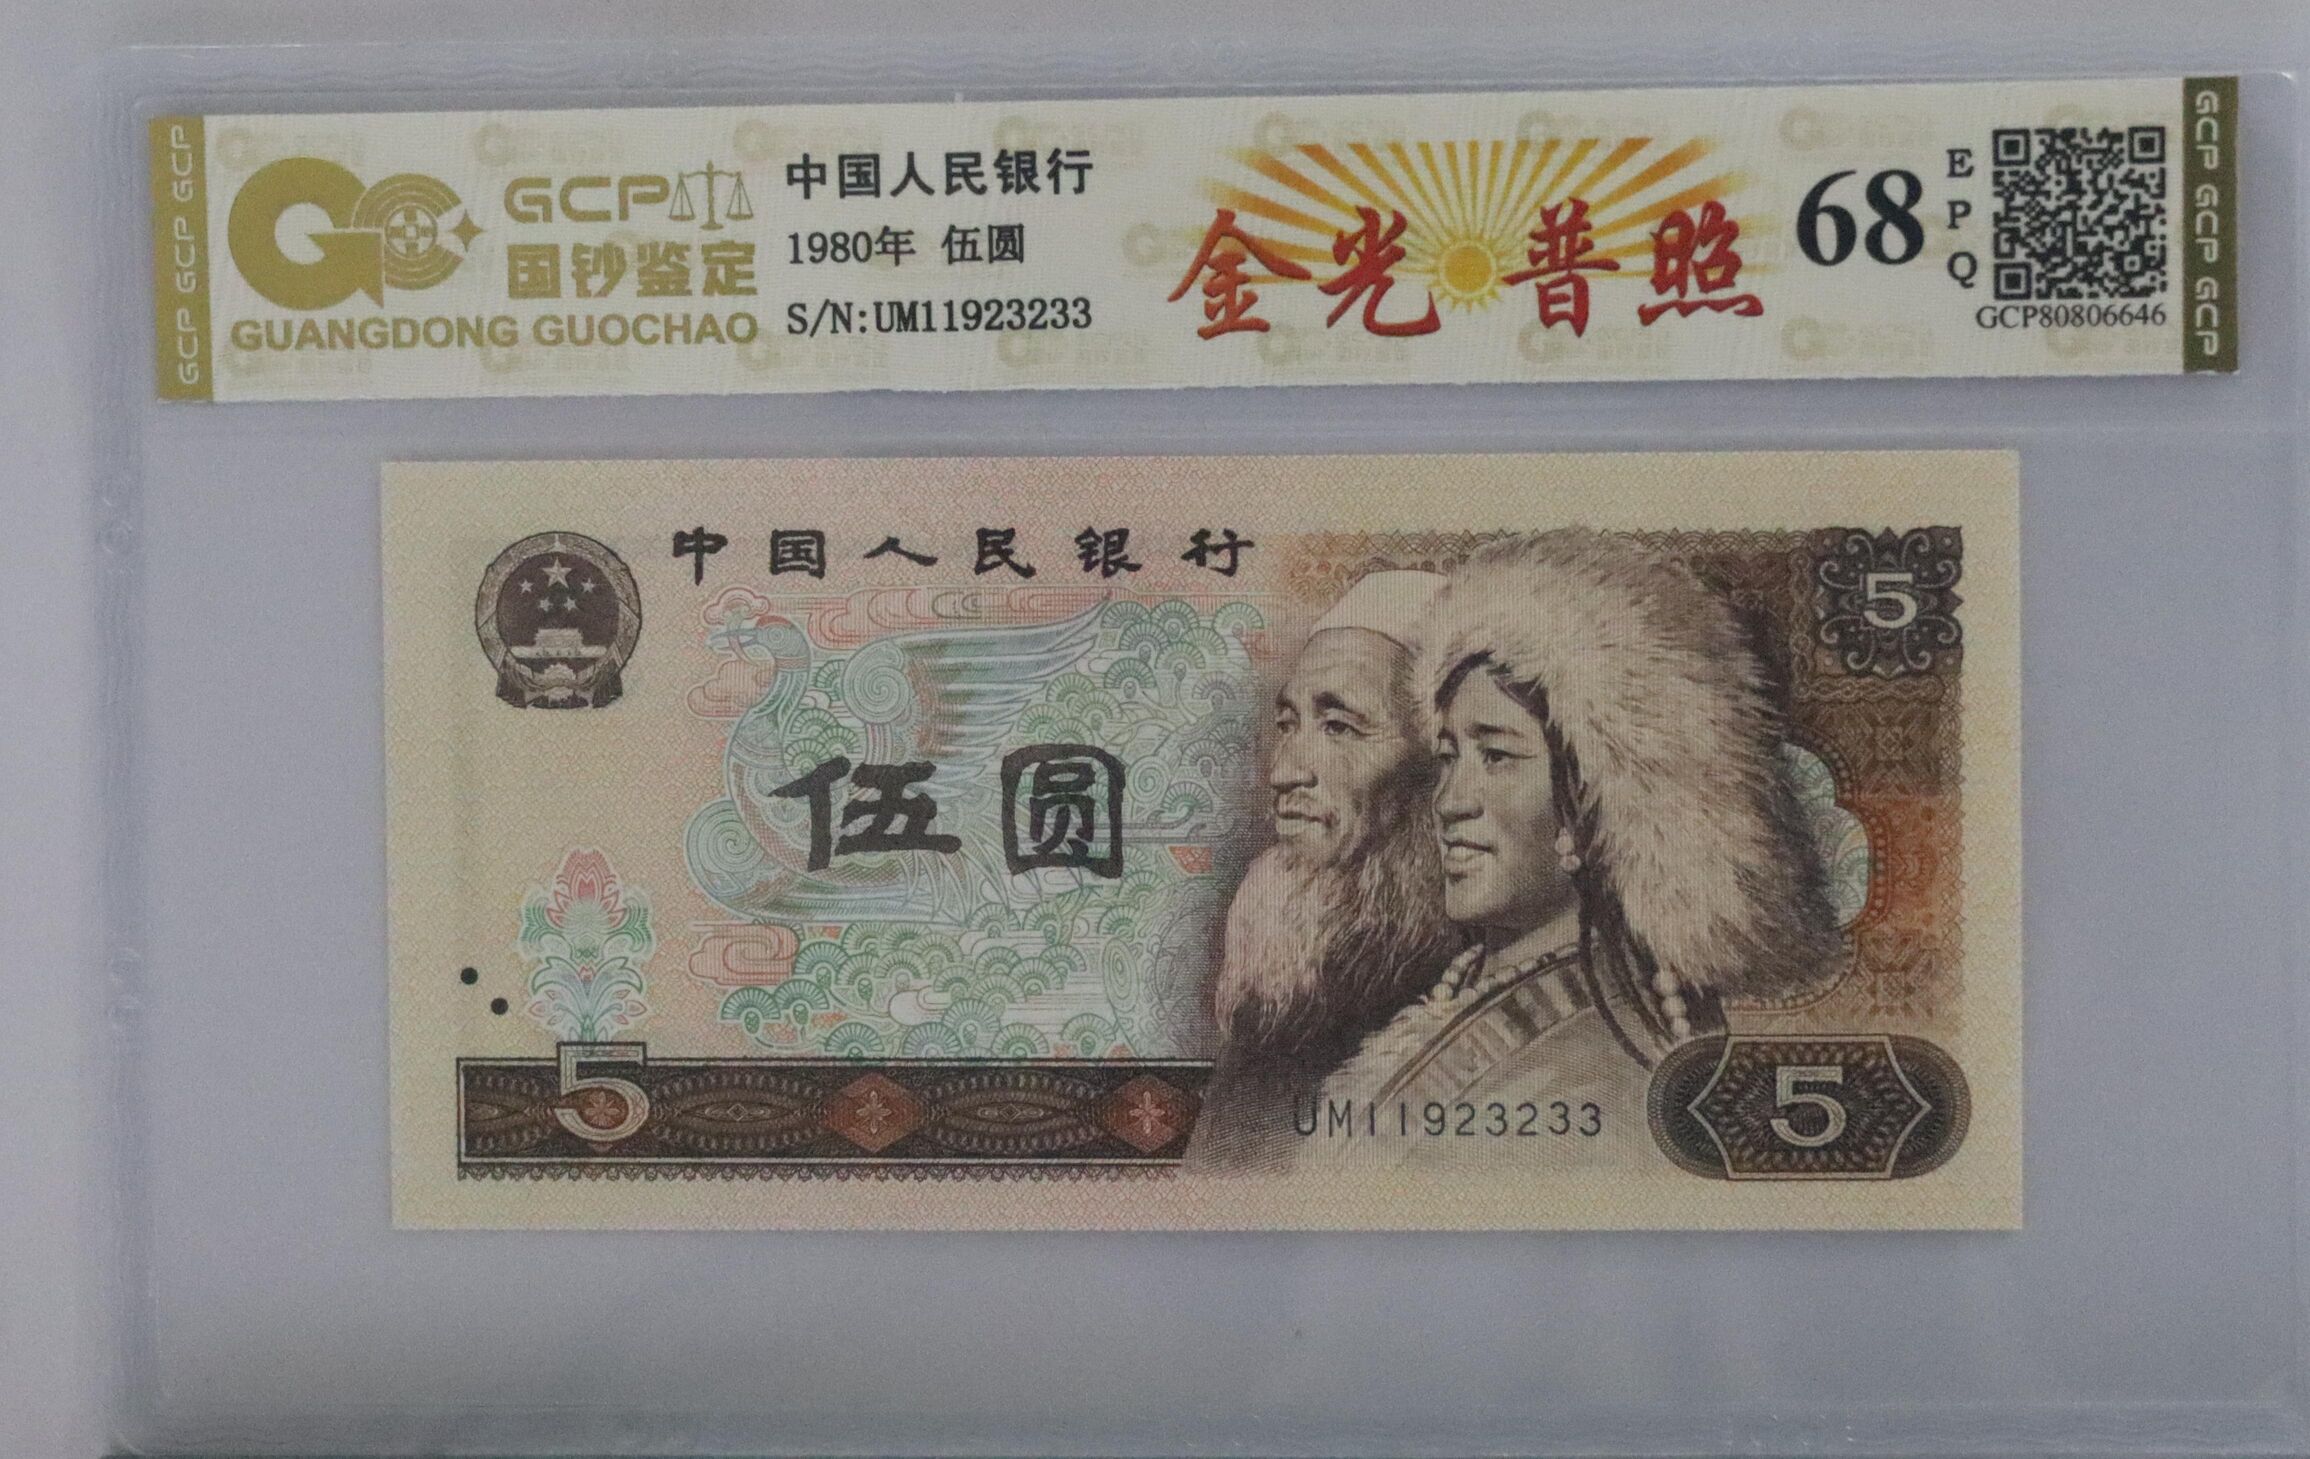 GCP GCP GCP
GCP
国钞鉴定
GUANGDONG GUOCHAO
中国人民银行
1980年 伍圆
S/N:UM11923233
金光普照
68
EPQ
GCP80806646
GCP GCP GCP
中国人民银行
5
伍圆
5
UM11923233
5